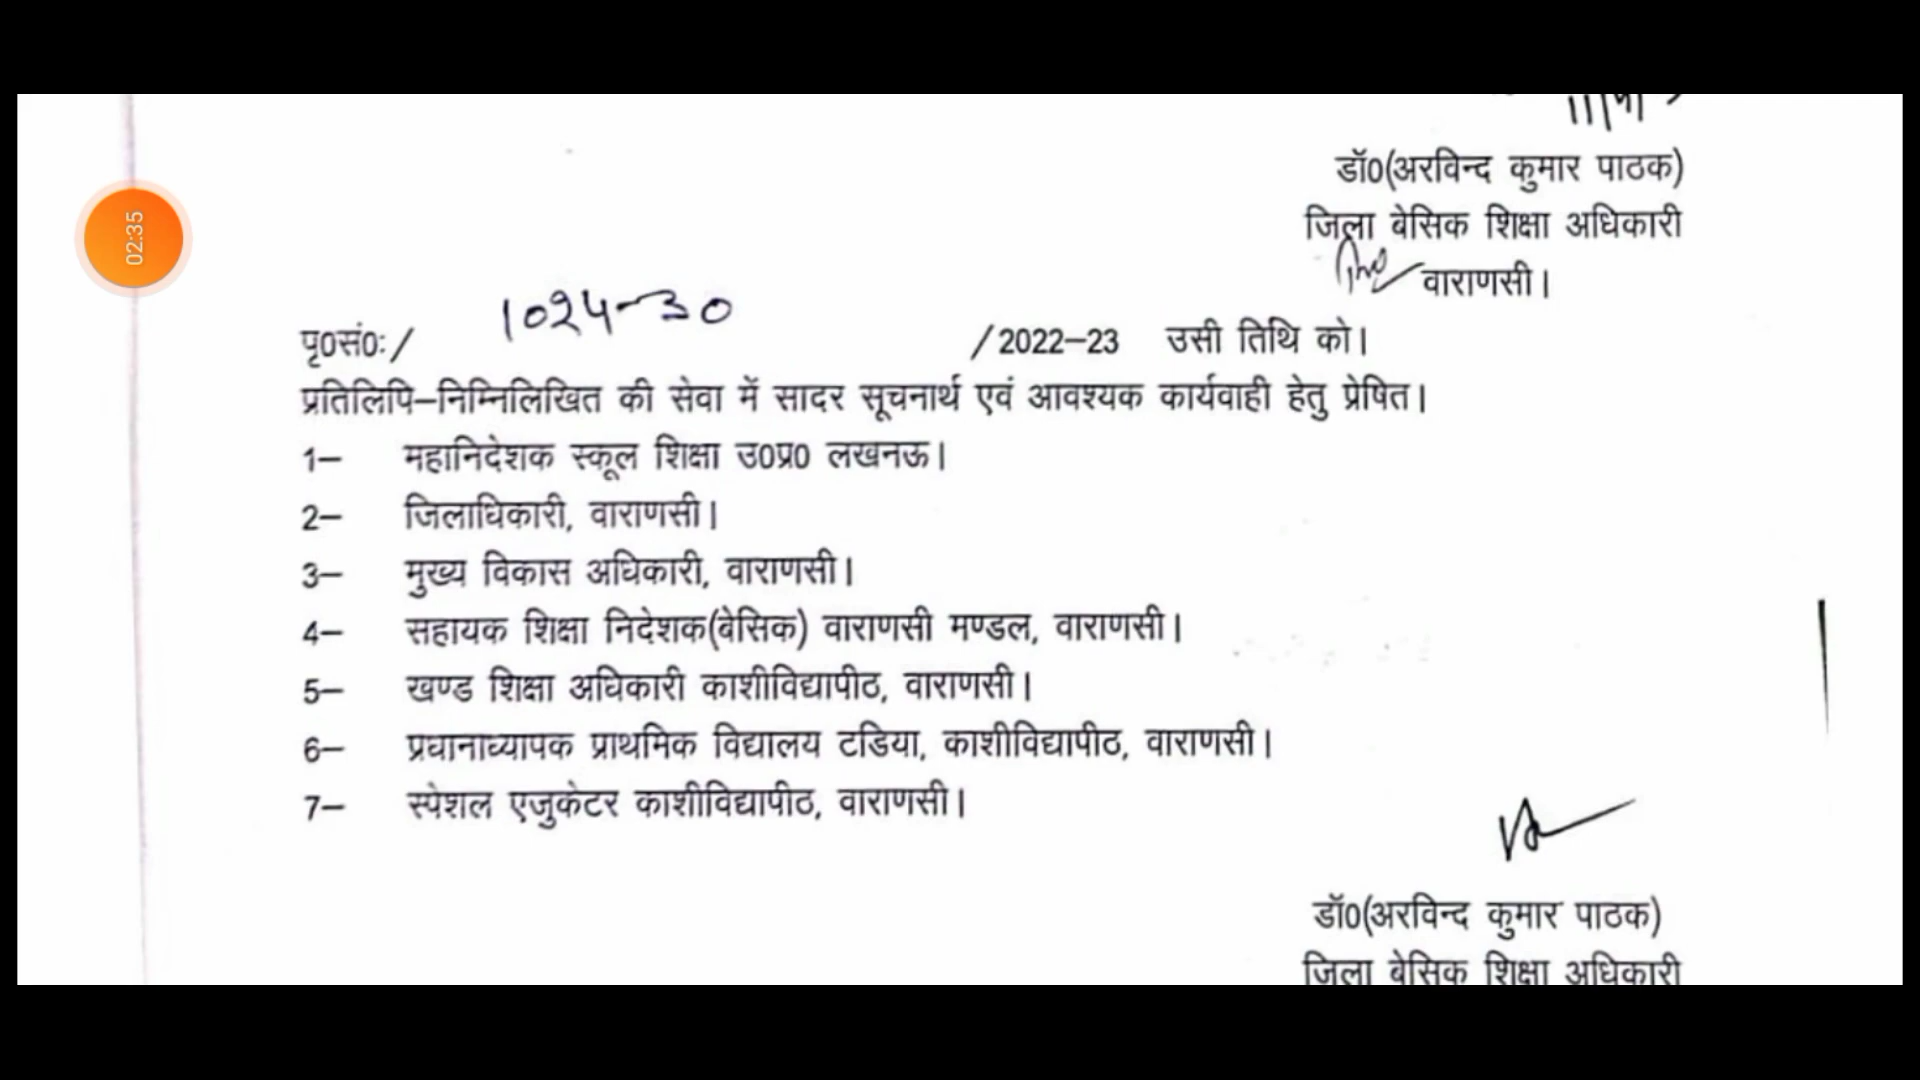 डॉ0(अरविन्द कुमार पाठक)
जिला बेसिक शिक्षा अधिकारी
वाराणसी।
02:35
1024-30
पृ0सं0:/ /2022-23 उसी तिथि को।
प्रतिलिपि-निम्निलिखित की सेवा में सादर सूचनार्थ एवं आवश्यक कार्यवाही हेतु प्रेषित।
1- महानिदेशक स्कूल शिक्षा उ0प्र0 लखनऊ।
2- जिलाधिकारी, वाराणसी।
3- मुख्य विकास अधिकारी, वाराणसी।
4- सहायक शिक्षा निदेशक(बेसिक) वाराणसी मण्डल, वाराणसी।
5- खण्ड शिक्षा अधिकारी काशीविद्यापीठ, वाराणसी।
6- प्रधानाध्यापक प्राथमिक विद्यालय टडिया, काशीविद्यापीठ, वाराणसी।
7- स्पेशल एजुकेटर काशीविद्यापीठ, वाराणसी।
डॉ0(अरविन्द कुमार पाठक)
जिला बेसिक शिक्षा अधिकारी